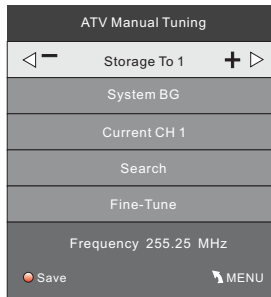 ATV Manual Tuning
− Storage To 1 +
System BG
Current CH 1
Search
Fine-Tune
Frequency 255.25 MHz
Save MENU